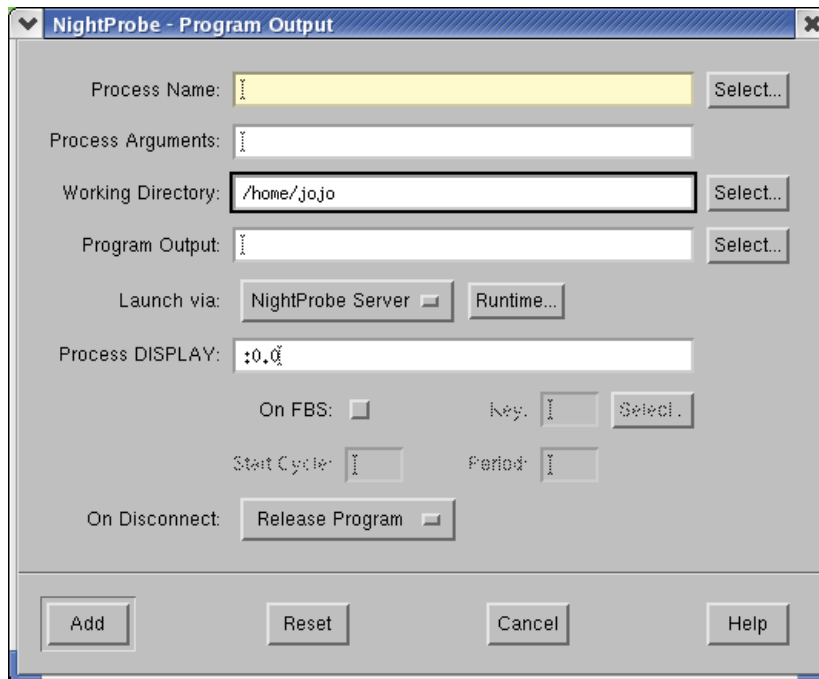 NightProbe - Program Output
Process Name: Select...
Process Arguments:
Working Directory: /home/jojo Select...
Program Output: Select...
Launch via: NightProbe Server Runtime...
Process DISPLAY: :0.0
On FBS: Key: Select...
Start Cycle: Period:
On Disconnect: Release Program
Add Reset Cancel Help